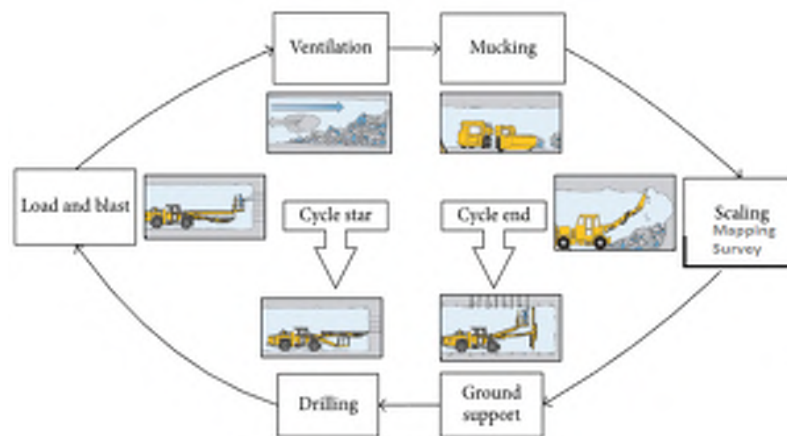 Ventilation
Mucking
Load and blast
Cycle star
Cycle end
Scaling
Mapping
Survey
Drilling
Ground
support